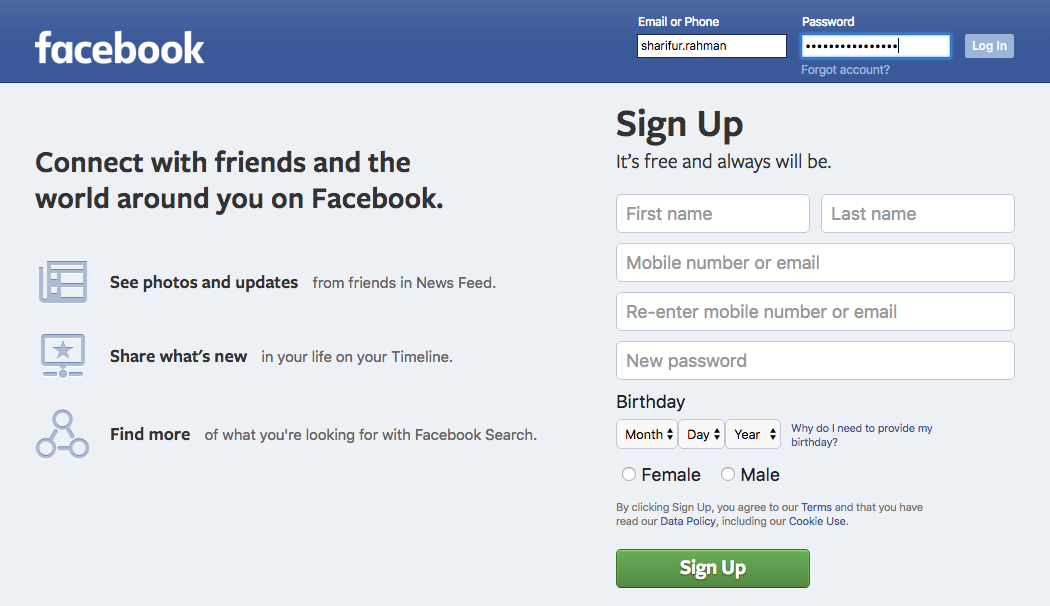 facebook
Email or Phone
Password
sharifur.rahman
••••••••••••••••
Log In
Forgot account?
Connect with friends and the
world around you on Facebook.
See photos and updates from friends in News Feed.
Share what's new in your life on your Timeline.
Find more of what you're looking for with Facebook Search.
Sign Up
It's free and always will be.
First name
Last name
Mobile number or email
Re-enter mobile number or email
New password
Birthday
Month Day Year
Why do I need to provide my
birthday?
Female Male
By clicking Sign Up, you agree to our Terms and that you have
read our Data Policy, including our Cookie Use.
Sign Up